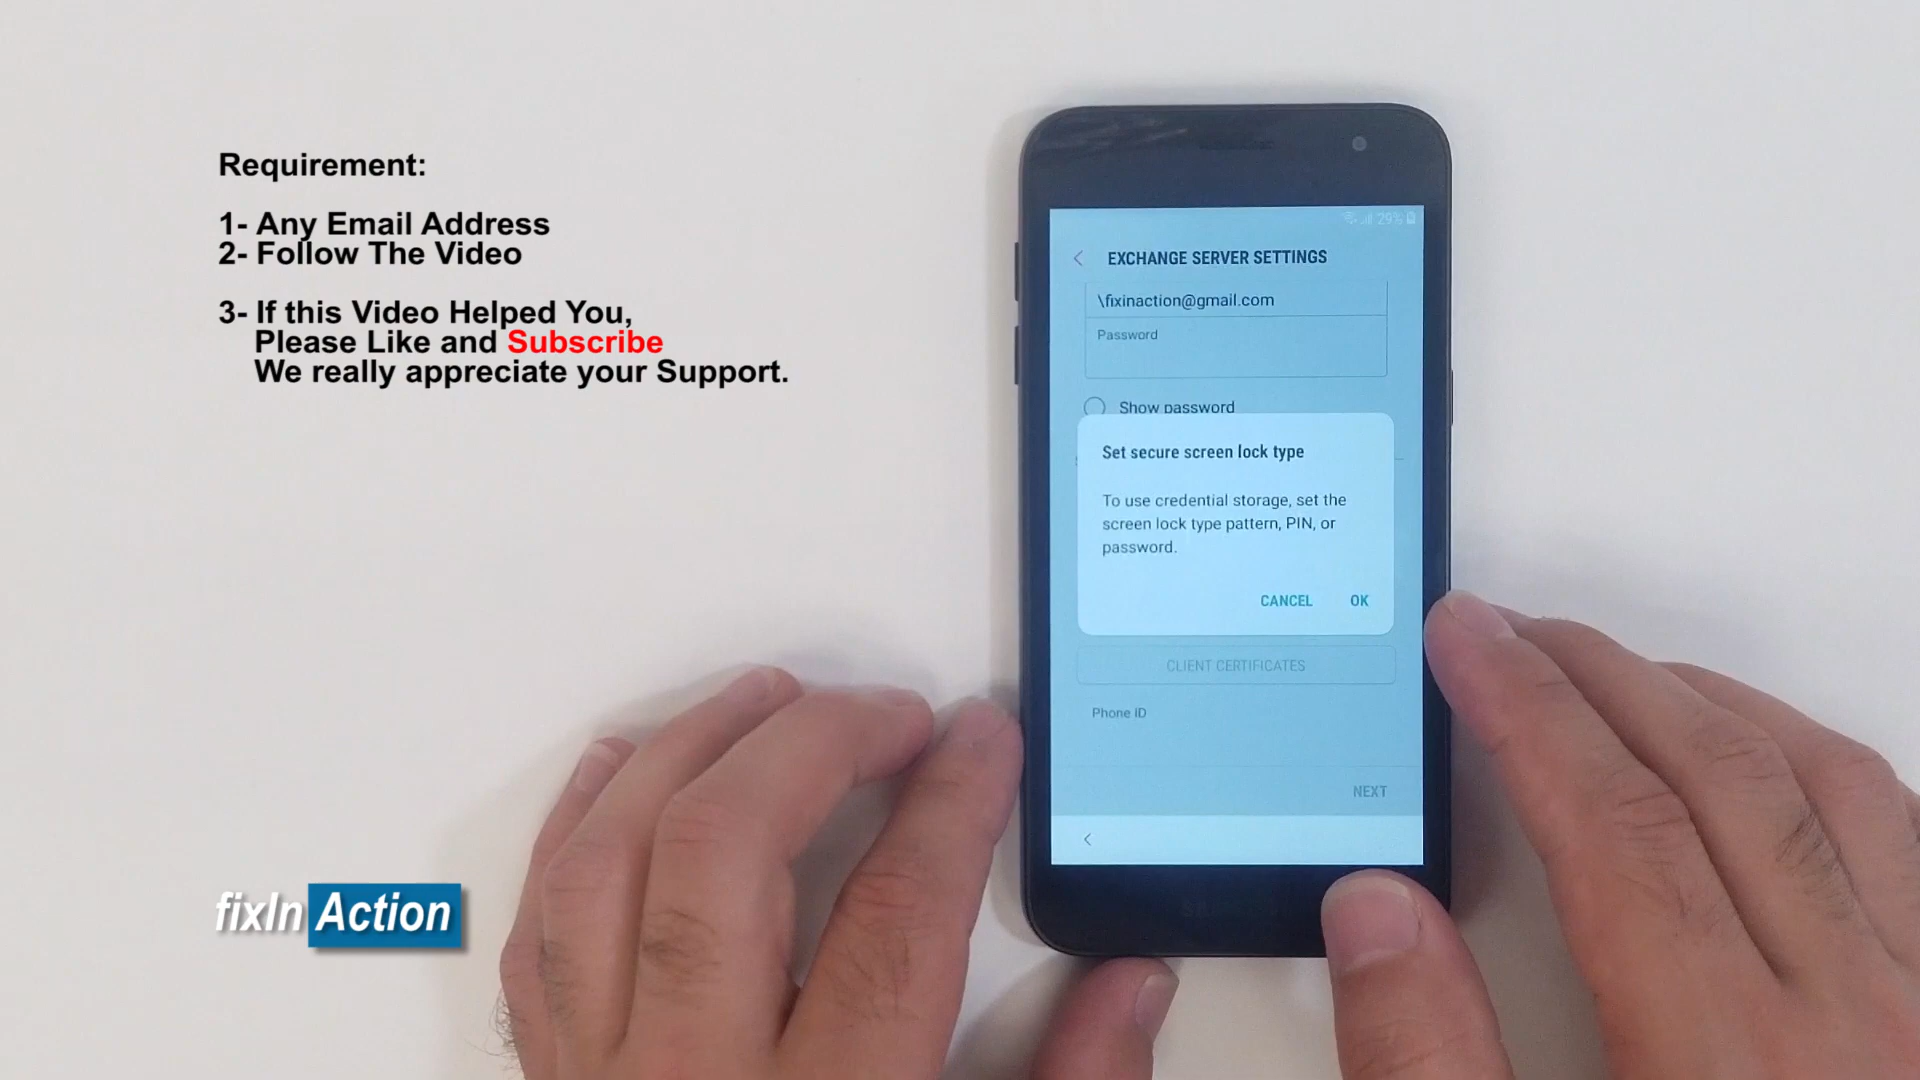 Requirement:
1- Any Email Address
2- Follow The Video
3- If this Video Helped You,
Please Like and Subscribe
We really appreciate your Support.
fixIn Action
29%
EXCHANGE SERVER SETTINGS
\fixinaction@gmail.com
Password
Show password
Set secure screen lock type
To use credential storage, set the
screen lock type pattern, PIN, or
password.
CANCEL OK
CLIENT CERTIFICATES
Phone ID
NEXT